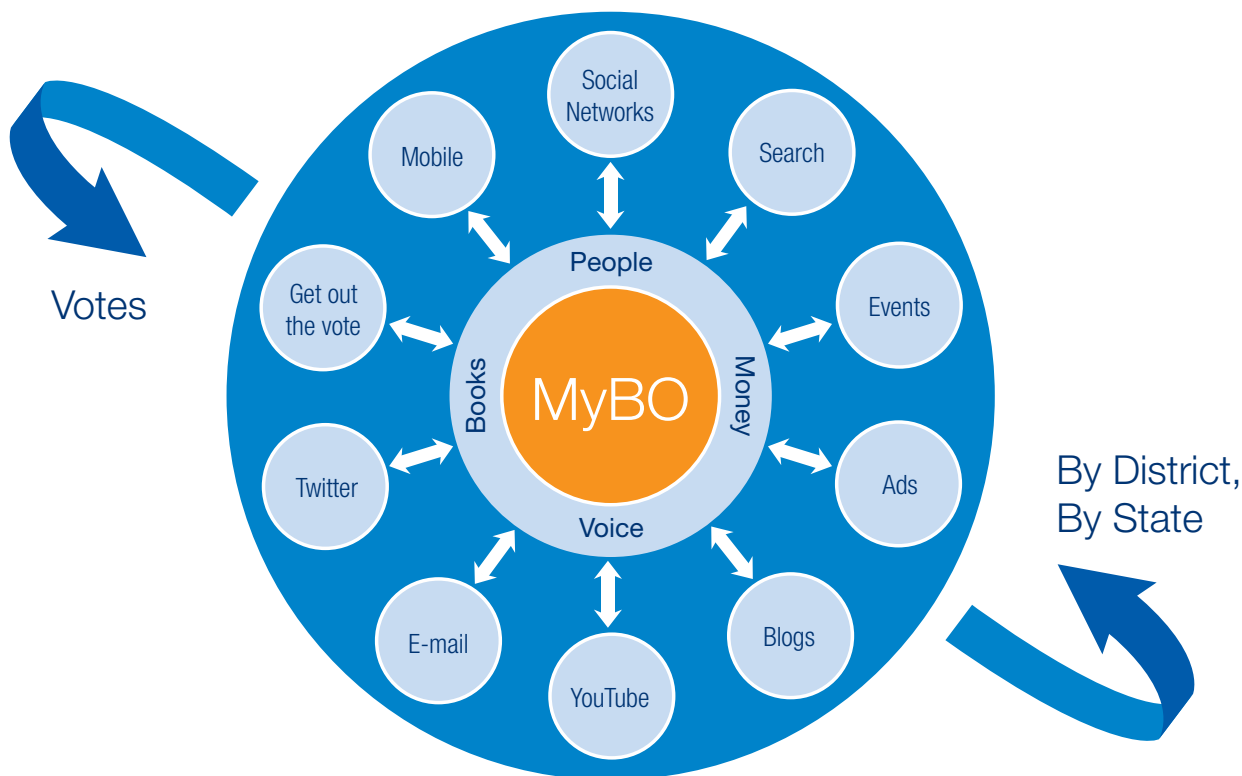 Social
Networks
Mobile
Search
People
Votes
Get out
the vote
Events
Books
MyBO
Money
By District,
By State
Twitter
Ads
Voice
E-mail
Blogs
YouTube